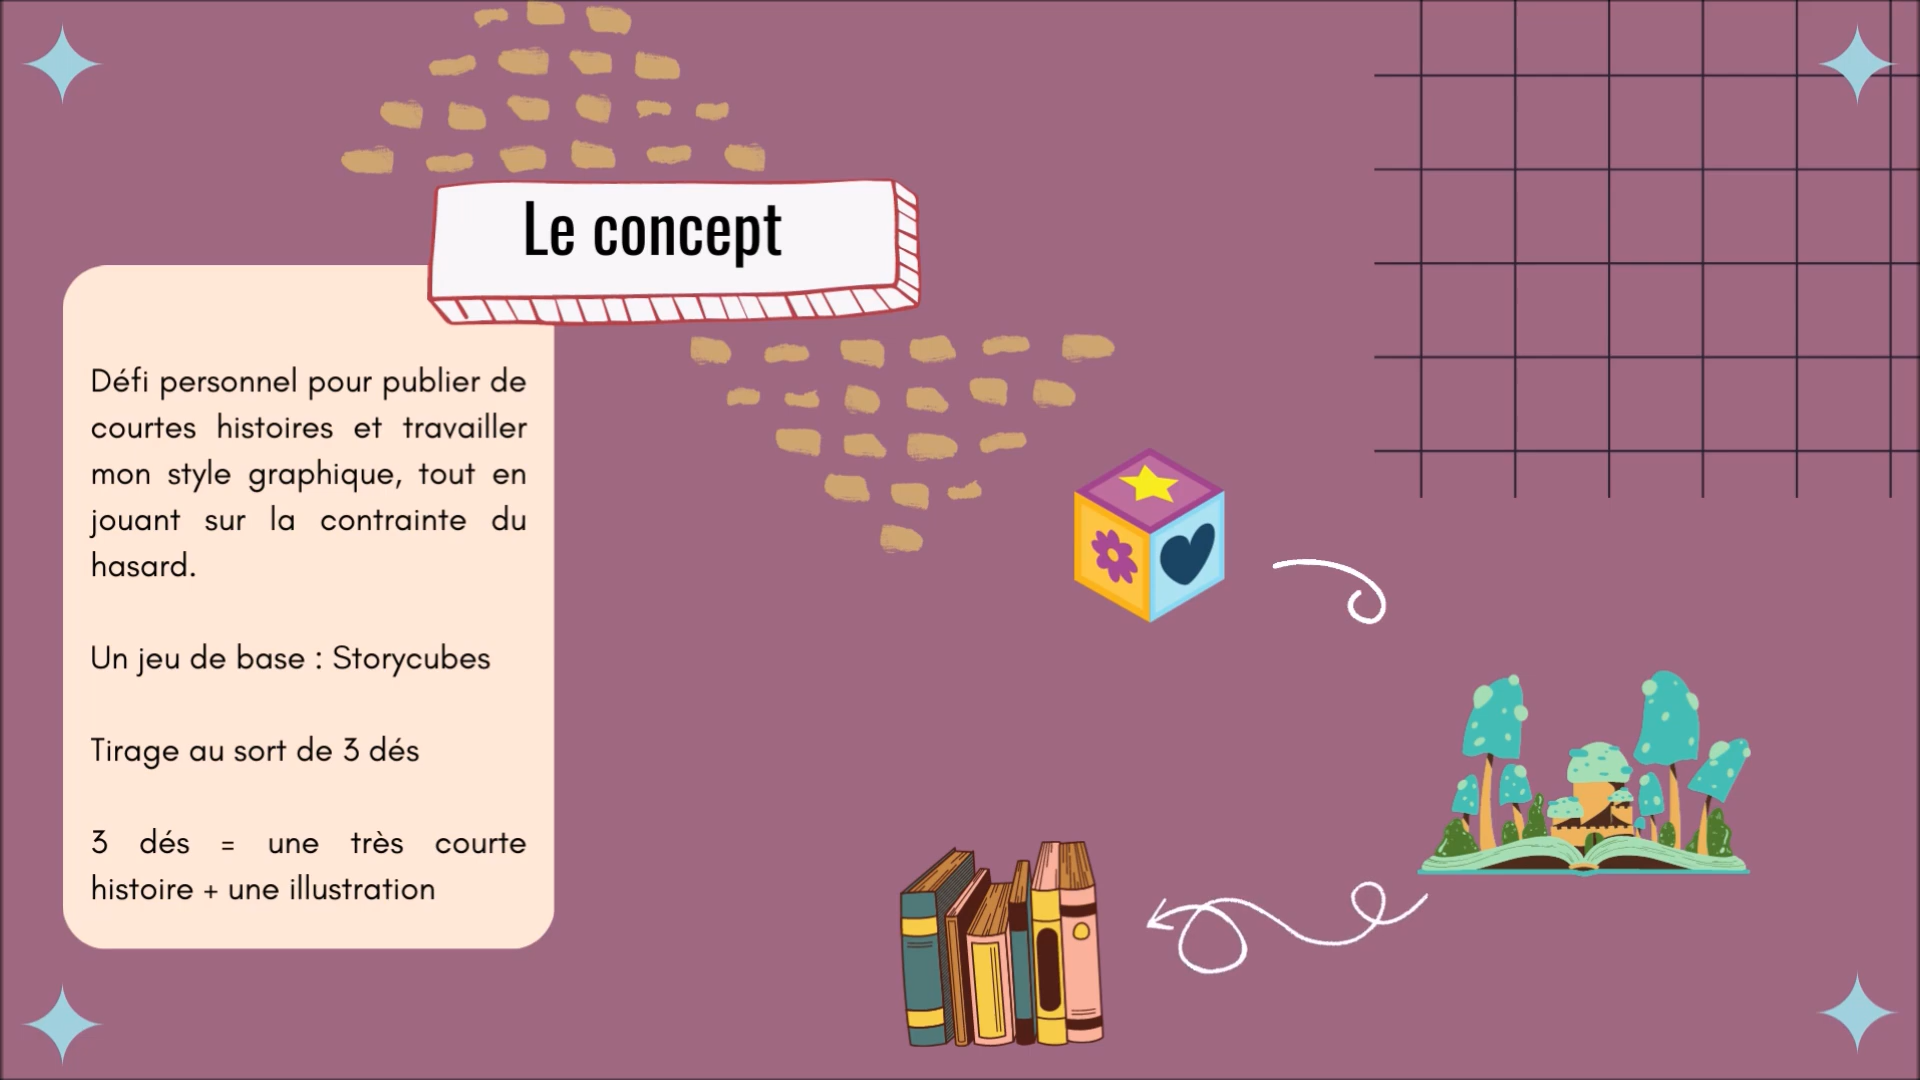 Le concept
Défi personnel pour publier de
courtes histoires et travailler
mon style graphique, tout en
jouant sur la contrainte du
hasard.
Un jeu de base : Storycubes
Tirage au sort de 3 dés
3 dés = une très courte
histoire + une illustration